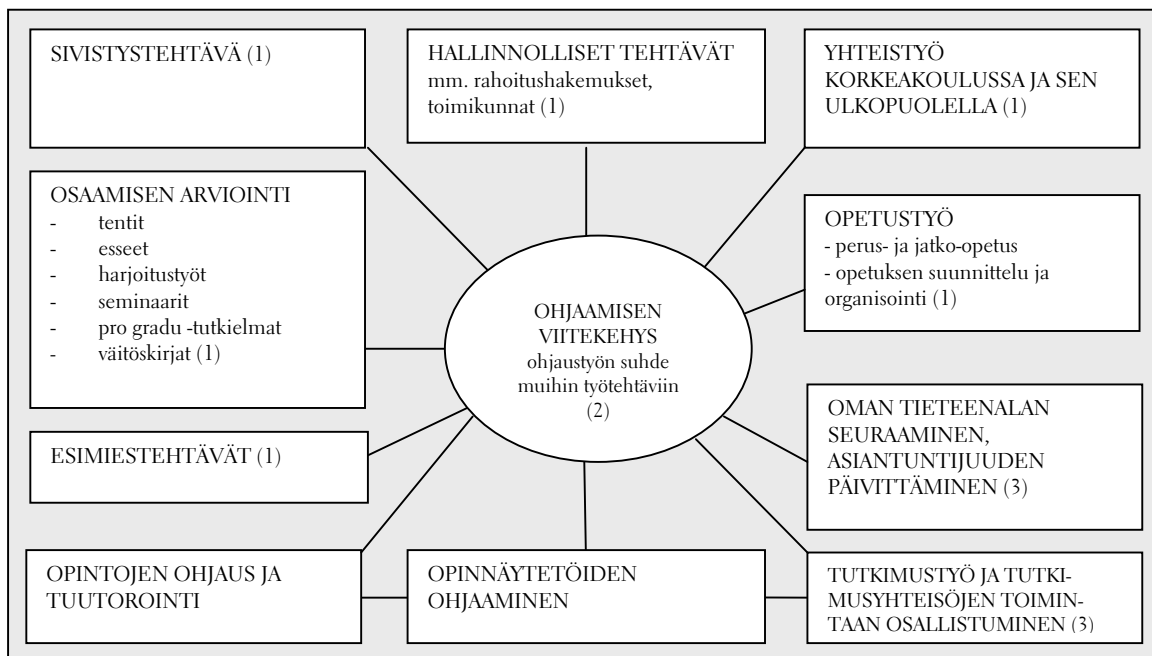 SIVISTYSTEHTÄVÄ (1)
HALLINNOLLISET TEHTÄVÄT
mm. rahoitushakemukset,
toimikunnat (1)
YHTEISTYÖ
KORKEAKOULUSSA JA SEN
ULKOPUOLELLA (1)
OSAAMISEN ARVIOINTI
- tentit
- esseet
- harjoitustyöt
- seminaarit
- pro gradu -tutkielmat
- väitöskirjat (1)
OPETUSTYÖ
- perus- ja jatko-opetus
- opetuksen suunnittelu ja
organisointi (1)
OHJAAMISEN
VIITEKEHYS
ohjaustyön suhde
muihin työtehtäviin
(2)
ESIMIESTEHTÄVÄT (1)
OMAN TIETEENALAN
SEURAAMINEN,
ASIANTUNTIJUUDEN
PÄIVITTÄMINEN (3)
OPINTOJEN OHJAUS JA
TUUTOROINTI
OPINNÄYTETÖIDEN
OHJAAMINEN
TUTKIMUSTYÖ JA TUTKI-
MUSYHTEISÖJEN TOIMIN-
TAAN OSALLISTUMINEN (3)